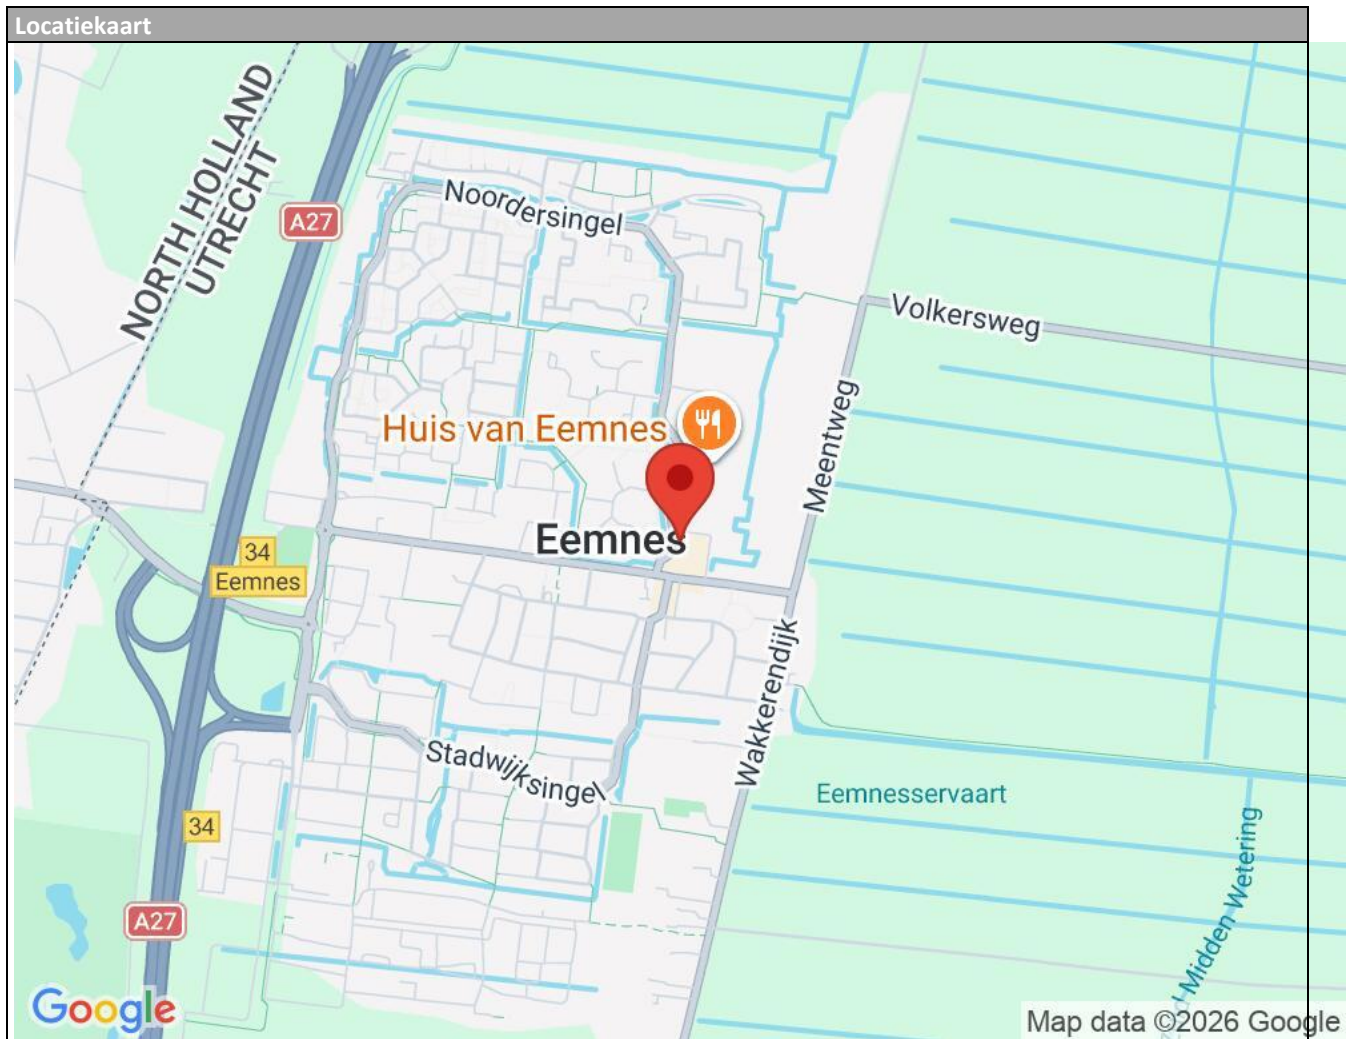 Locatiekaart
NORTH HOLLAND
UTRECHT
A27
Noordersingel
Volkersweg
Huis van Eemnes
Meentweg
Eemnes
34
Eemnes
Wakkerendijk
Stadwijksingel
Eemnesservaart
34
A27
Midden Wetering
Google
Map data ©2026 Google